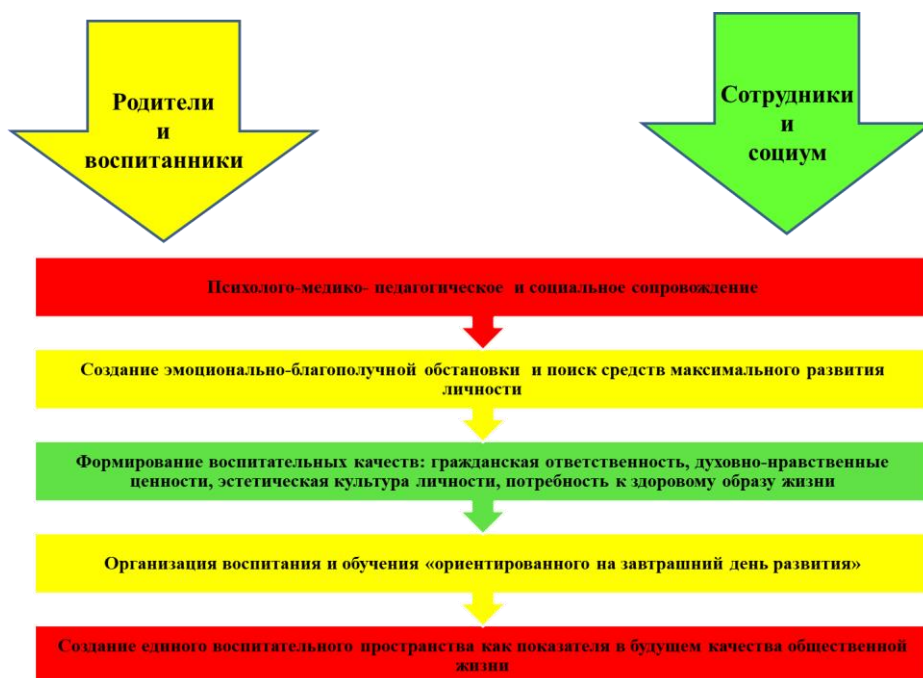 Родители
и
воспитанники
Сотрудники
и
социум
Психолого-медико- педагогическое и социальное сопровождение
Создание эмоционально-благополучной обстановки и поиск средств максимального развития
личности
Формирование воспитательных качеств: гражданская ответственность, духовно-нравственные
ценности, эстетическая культура личности, потребность к здоровому образу жизни
Организация воспитания и обучения «ориентированного на завтрашний день развития»
Создание единого воспитательного пространства как показателя в будущем качества общественной
жизни